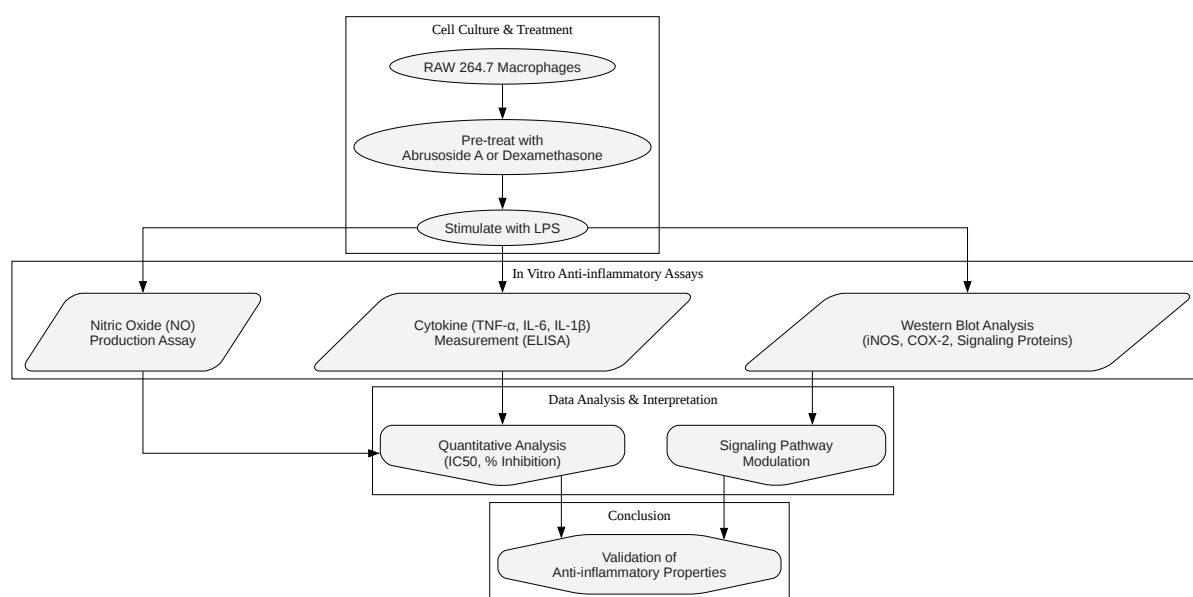 Cell Culture & Treatment
RAW 264.7 Macrophages
Pre-treat with
Abrusoside A or Dexamethasone
Stimulate with LPS
In Vitro Anti-inflammatory Assays
Nitric Oxide (NO)
Production Assay
Cytokine (TNF-α, IL-6, IL-1β)
Measurement (ELISA)
Western Blot Analysis
(iNOS, COX-2, Signaling Proteins)
Data Analysis & Interpretation
Quantitative Analysis
(IC50, % Inhibition)
Signaling Pathway
Modulation
Conclusion
Validation of
Anti-inflammatory Properties